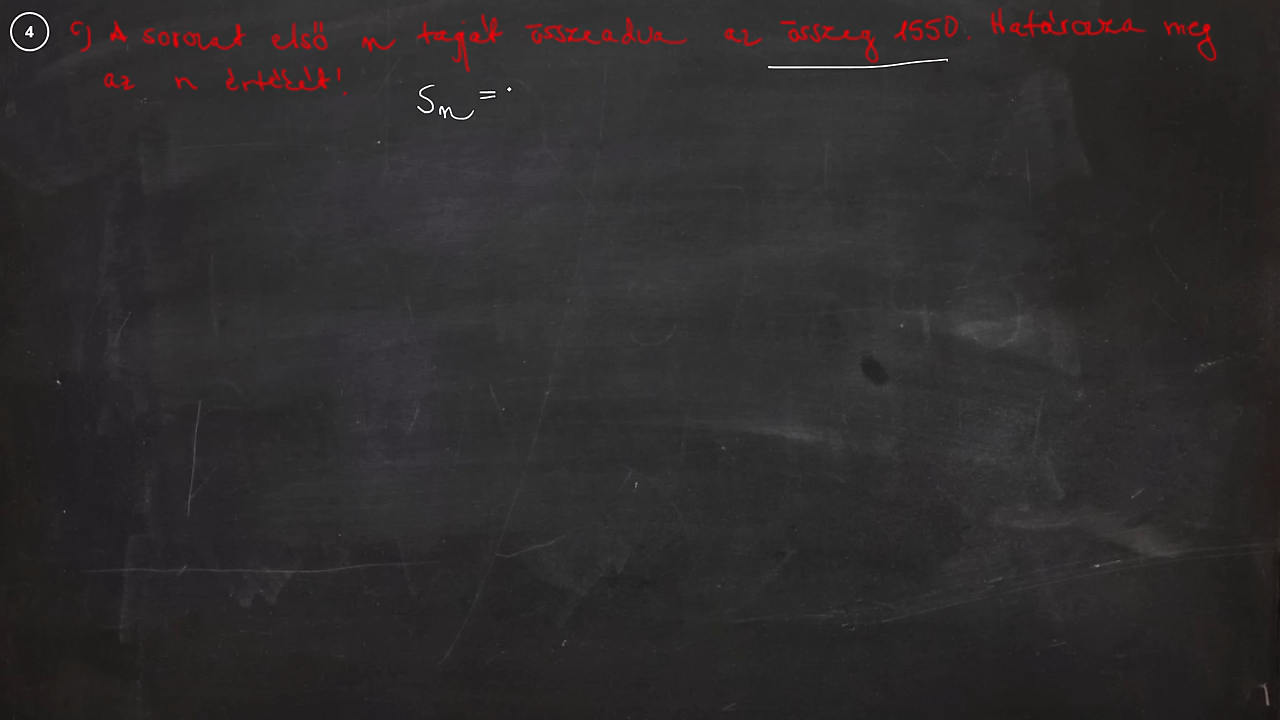 4
c) A sorozat első n tagját összeadva az összeg 1550. Határozza meg
az n értékét!
Sn =